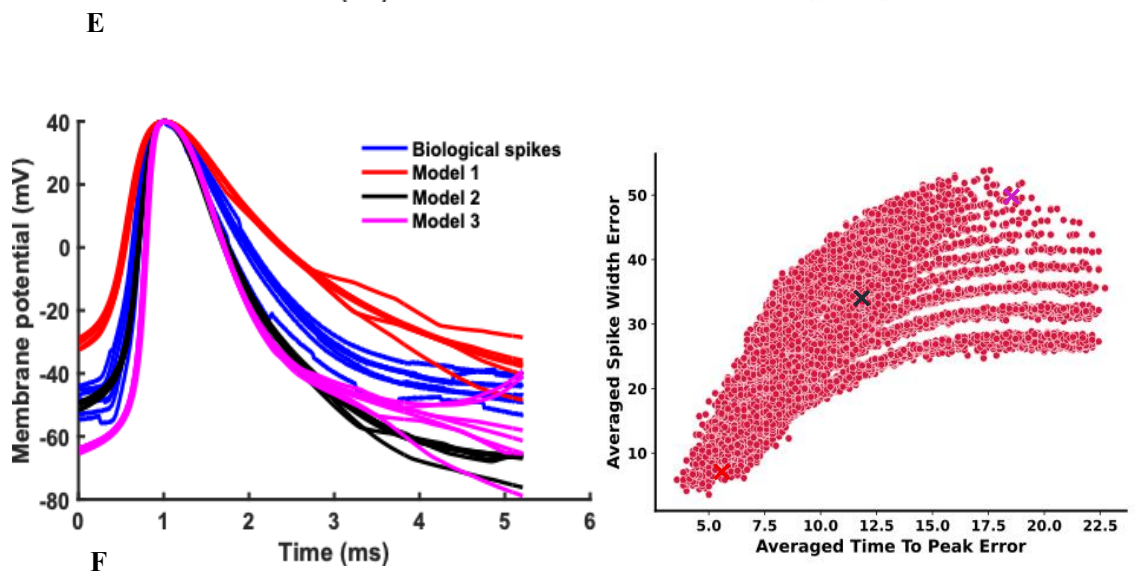 E
40
20
0
-20
-40
-60
-80
Membrane potential (mV)
0 1 2 3 4 5 6
Time (ms)
Biological spikes
Model 1
Model 2
Model 3
50
40
30
20
10
Averaged Spike Width Error
5.0 7.5 10.0 12.5 15.0 17.5 20.0 22.5
Averaged Time To Peak Error
F